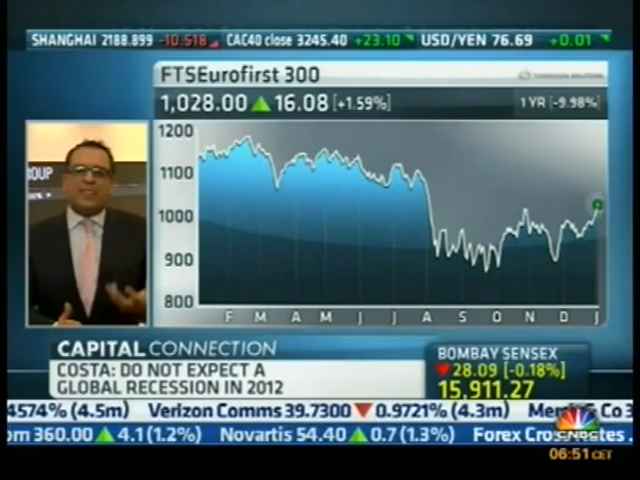 SHANGHAI 2188.899 -10.518 CAC40 close 3245.40 +23.10 USD/YEN 76.69 +0.01
FTSEurofirst 300
THOMSON REUTERS
1,028.00 16.08 [+1.59%] 1 YR [-9.98%]
1200
1100
1000
900
800
F M A M J J A S O N D J
OUP
CAPITAL CONNECTION
COSTA: DO NOT EXPECT A
GLOBAL RECESSION IN 2012
BOMBAY SENSEX
28.09 [-0.18%]
15,911.27
4574% (4.5m) Verizon Comms 39.7300 0.9721% (4.3m)
360.00 4.1 (1.2%) Novartis 54.40 0.7 (1.3%) Forex
CNBC
06:51 CET